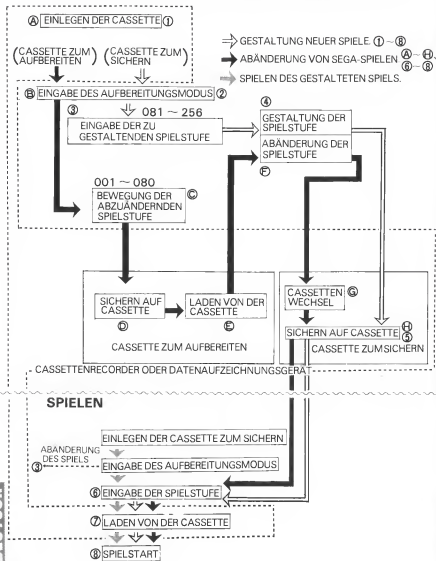 Ⓐ EINLEGEN DER CASSETTE ①
(CASSETTE ZUM AUFBEREITEN)
(CASSETTE ZUM SICHERN)
⇒ GESTALTUNG NEUER SPIELE. ①~⑧
➡ ABÄNDERUNG VON SEGA-SPIELEN Ⓐ~Ⓗ.
⑥~⑧
SPIELEN DES GESTALTETEN SPIELS.
Ⓑ EINGABE DES AUFBEREITUNGSMODUS ②
③ 081 ~ 256
EINGABE DER ZU
GESTALTENDEN SPIELSTUFE
④
GESTALTUNG DER
SPIELSTUFE
ABÄNDERUNG DER
SPIELSTUFE
Ⓕ
001 ~ 080
BEWEGUNG DER
ABZUÄNDERNDEN
SPIELSTUFE
Ⓒ
SICHERN AUF
CASSETTE
Ⓓ
LADEN VON DER
CASSETTE
Ⓔ
CASSETTE ZUM AUFBEREITEN
CASSETTEN
WECHSEL
Ⓖ
SICHERN AUF CASSETTE Ⓗ
⑤
CASSETTE ZUM SICHERN
CASSETTENRECORDER ODER DATENAUFZEICHNUNGSGERÄT
SPIELEN
EINLEGEN DER CASSETTE ZUM SICHERN
ABÄNDERUNG
DES SPIELS
③
EINGABE DES AUFBEREITUNGSMODUS
⑥ EINGABE DER SPIELSTUFE
⑦ LADEN VON DER CASSETTE
⑧ SPIELSTART